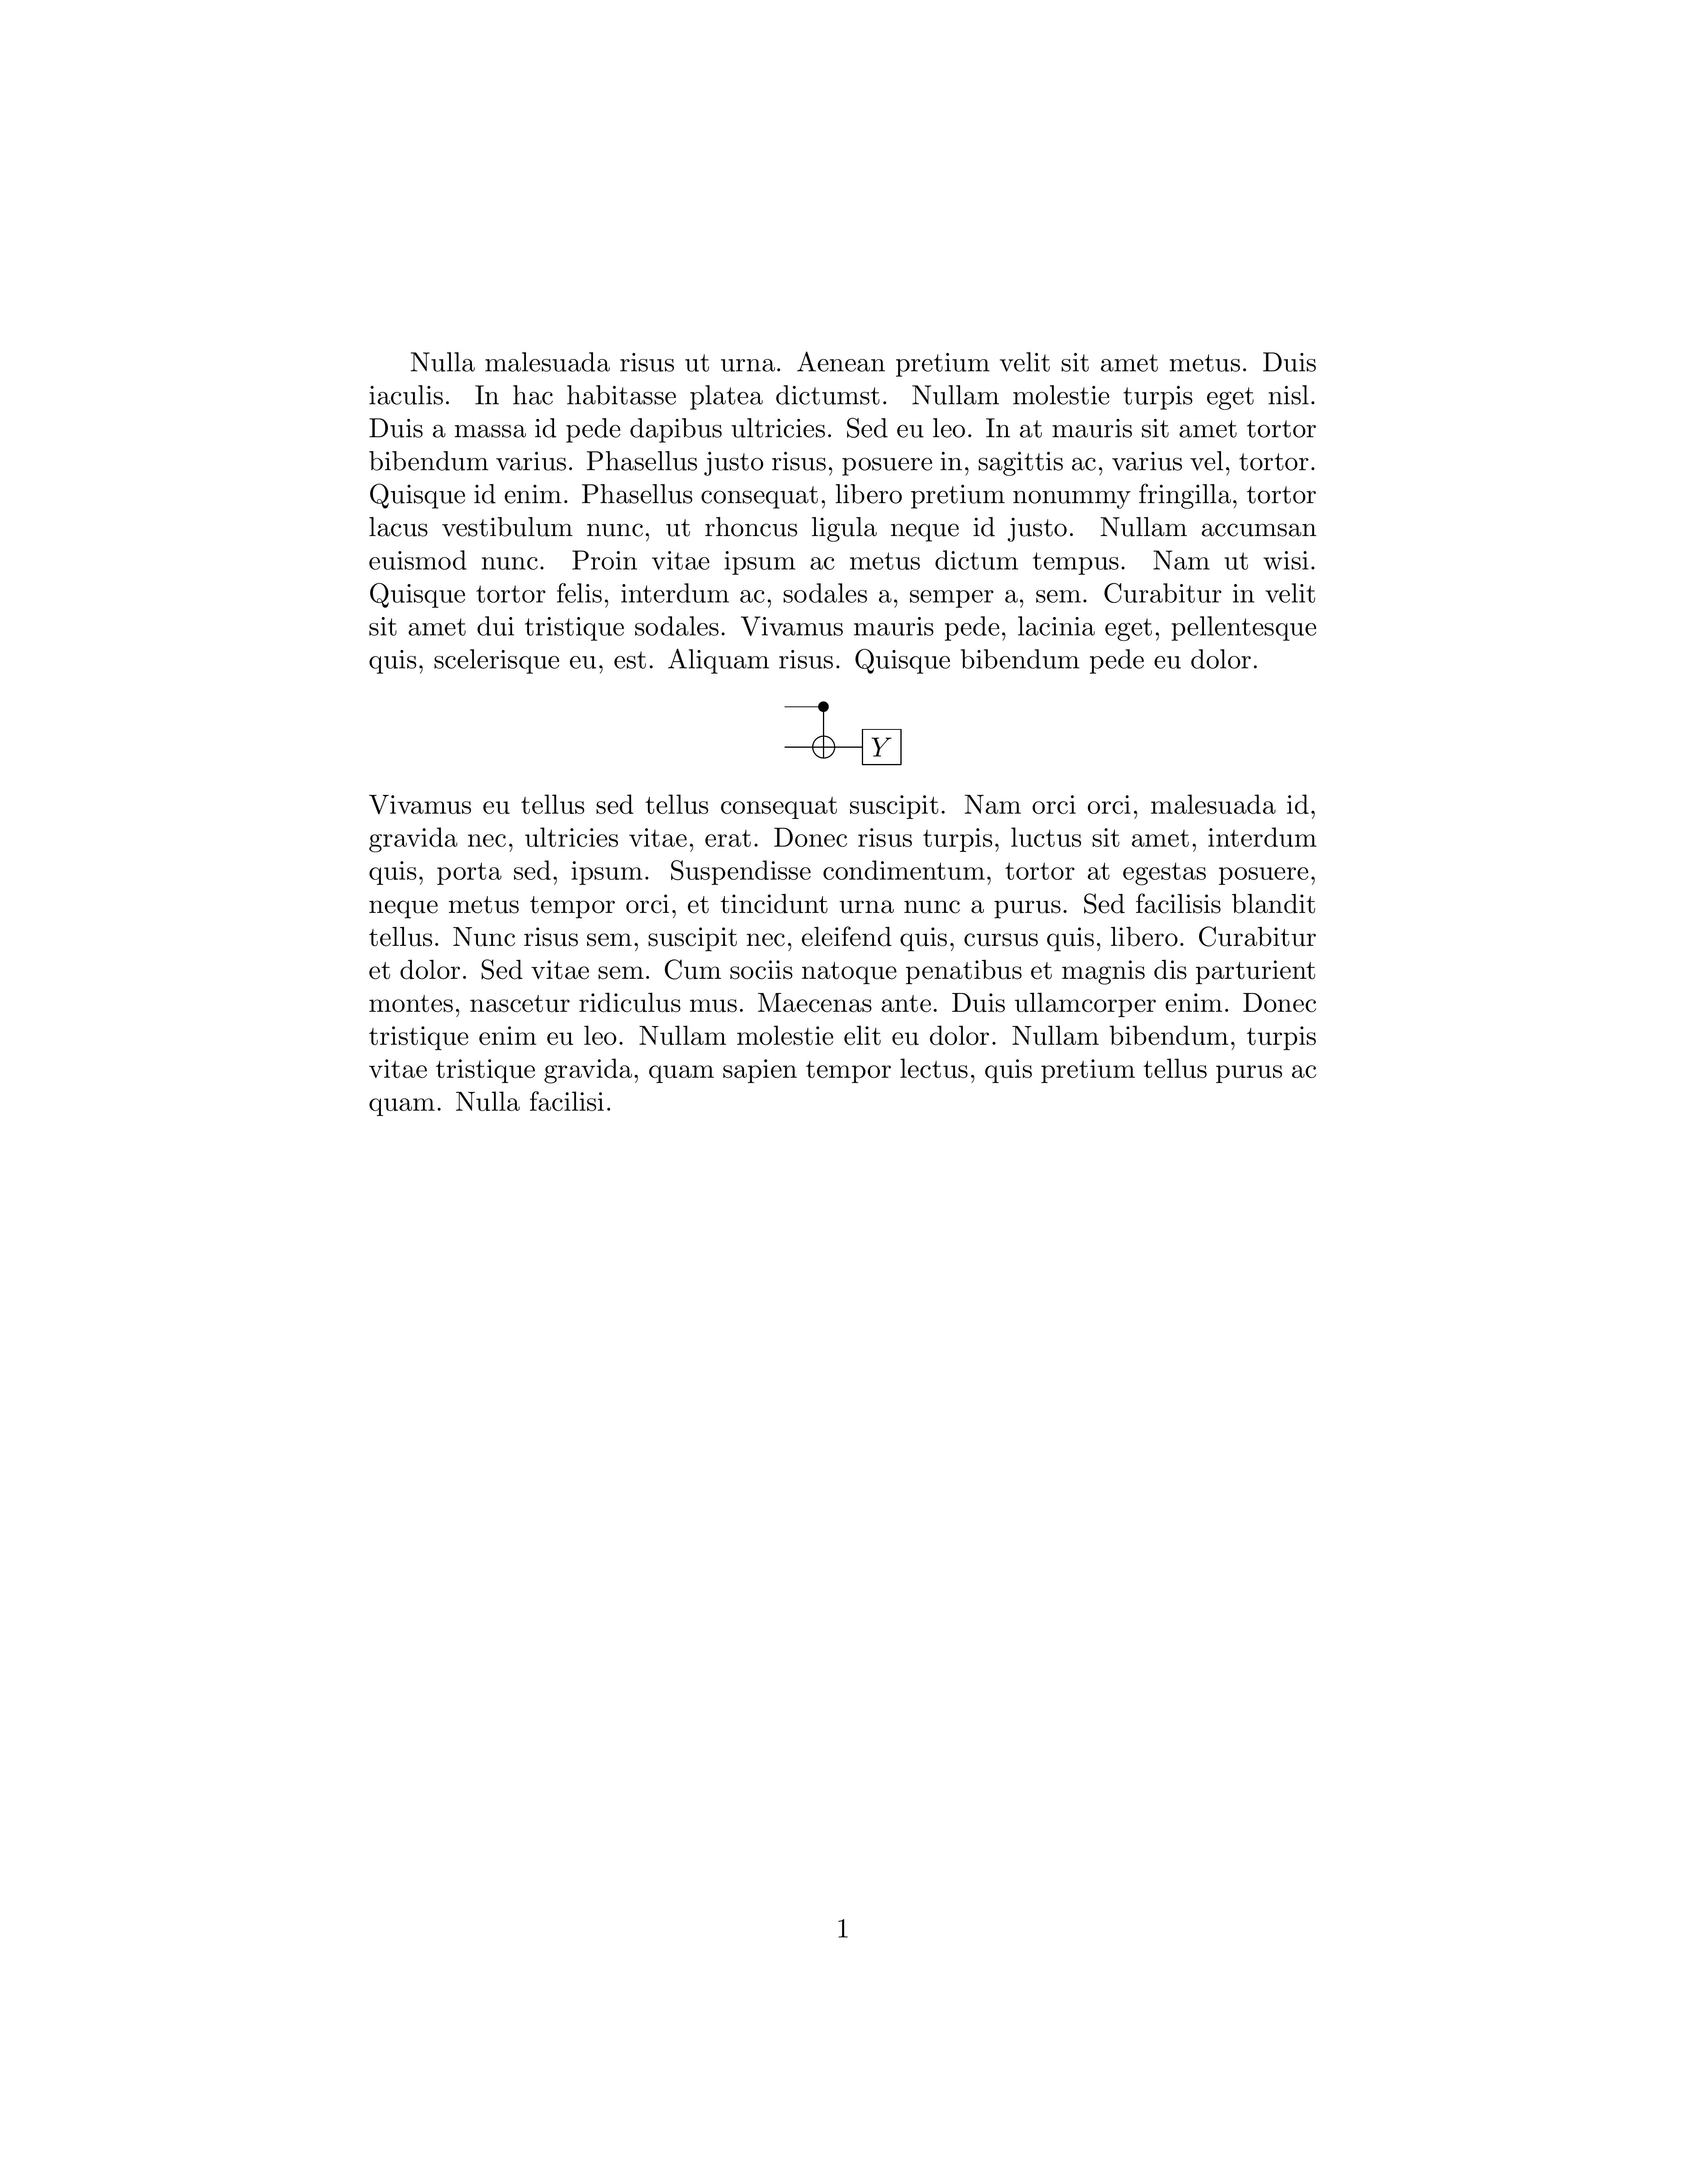 Nulla malesuada risus ut urna. Aenean pretium velit sit amet metus. Duis
iaculis. In hac habitasse platea dictumst. Nullam molestie turpis eget nisl.
Duis a massa id pede dapibus ultricies. Sed eu leo. In at mauris sit amet tortor
bibendum varius. Phasellus justo risus, posuere in, sagittis ac, varius vel, tortor.
Quisque id enim. Phasellus consequat, libero pretium nonummy fringilla, tortor
lacus vestibulum nunc, ut rhoncus ligula neque id justo. Nullam accumsan
euismod nunc. Proin vitae ipsum ac metus dictum tempus. Nam ut wisi.
Quisque tortor felis, interdum ac, sodales a, semper a, sem. Curabitur in velit
sit amet dui tristique sodales. Vivamus mauris pede, lacinia eget, pellentesque
quis, scelerisque eu, est. Aliquam risus. Quisque bibendum pede eu dolor.
Y
Vivamus eu tellus sed tellus consequat suscipit. Nam orci orci, malesuada id,
gravida nec, ultricies vitae, erat. Donec risus turpis, luctus sit amet, interdum
quis, porta sed, ipsum. Suspendisse condimentum, tortor at egestas posuere,
neque metus tempor orci, et tincidunt urna nunc a purus. Sed facilisis blandit
tellus. Nunc risus sem, suscipit nec, eleifend quis, cursus quis, libero. Curabitur
et dolor. Sed vitae sem. Cum sociis natoque penatibus et magnis dis parturient
montes, nascetur ridiculus mus. Maecenas ante. Duis ullamcorper enim. Donec
tristique enim eu leo. Nullam molestie elit eu dolor. Nullam bibendum, turpis
vitae tristique gravida, quam sapien tempor lectus, quis pretium tellus purus ac
quam. Nulla facilisi.
1